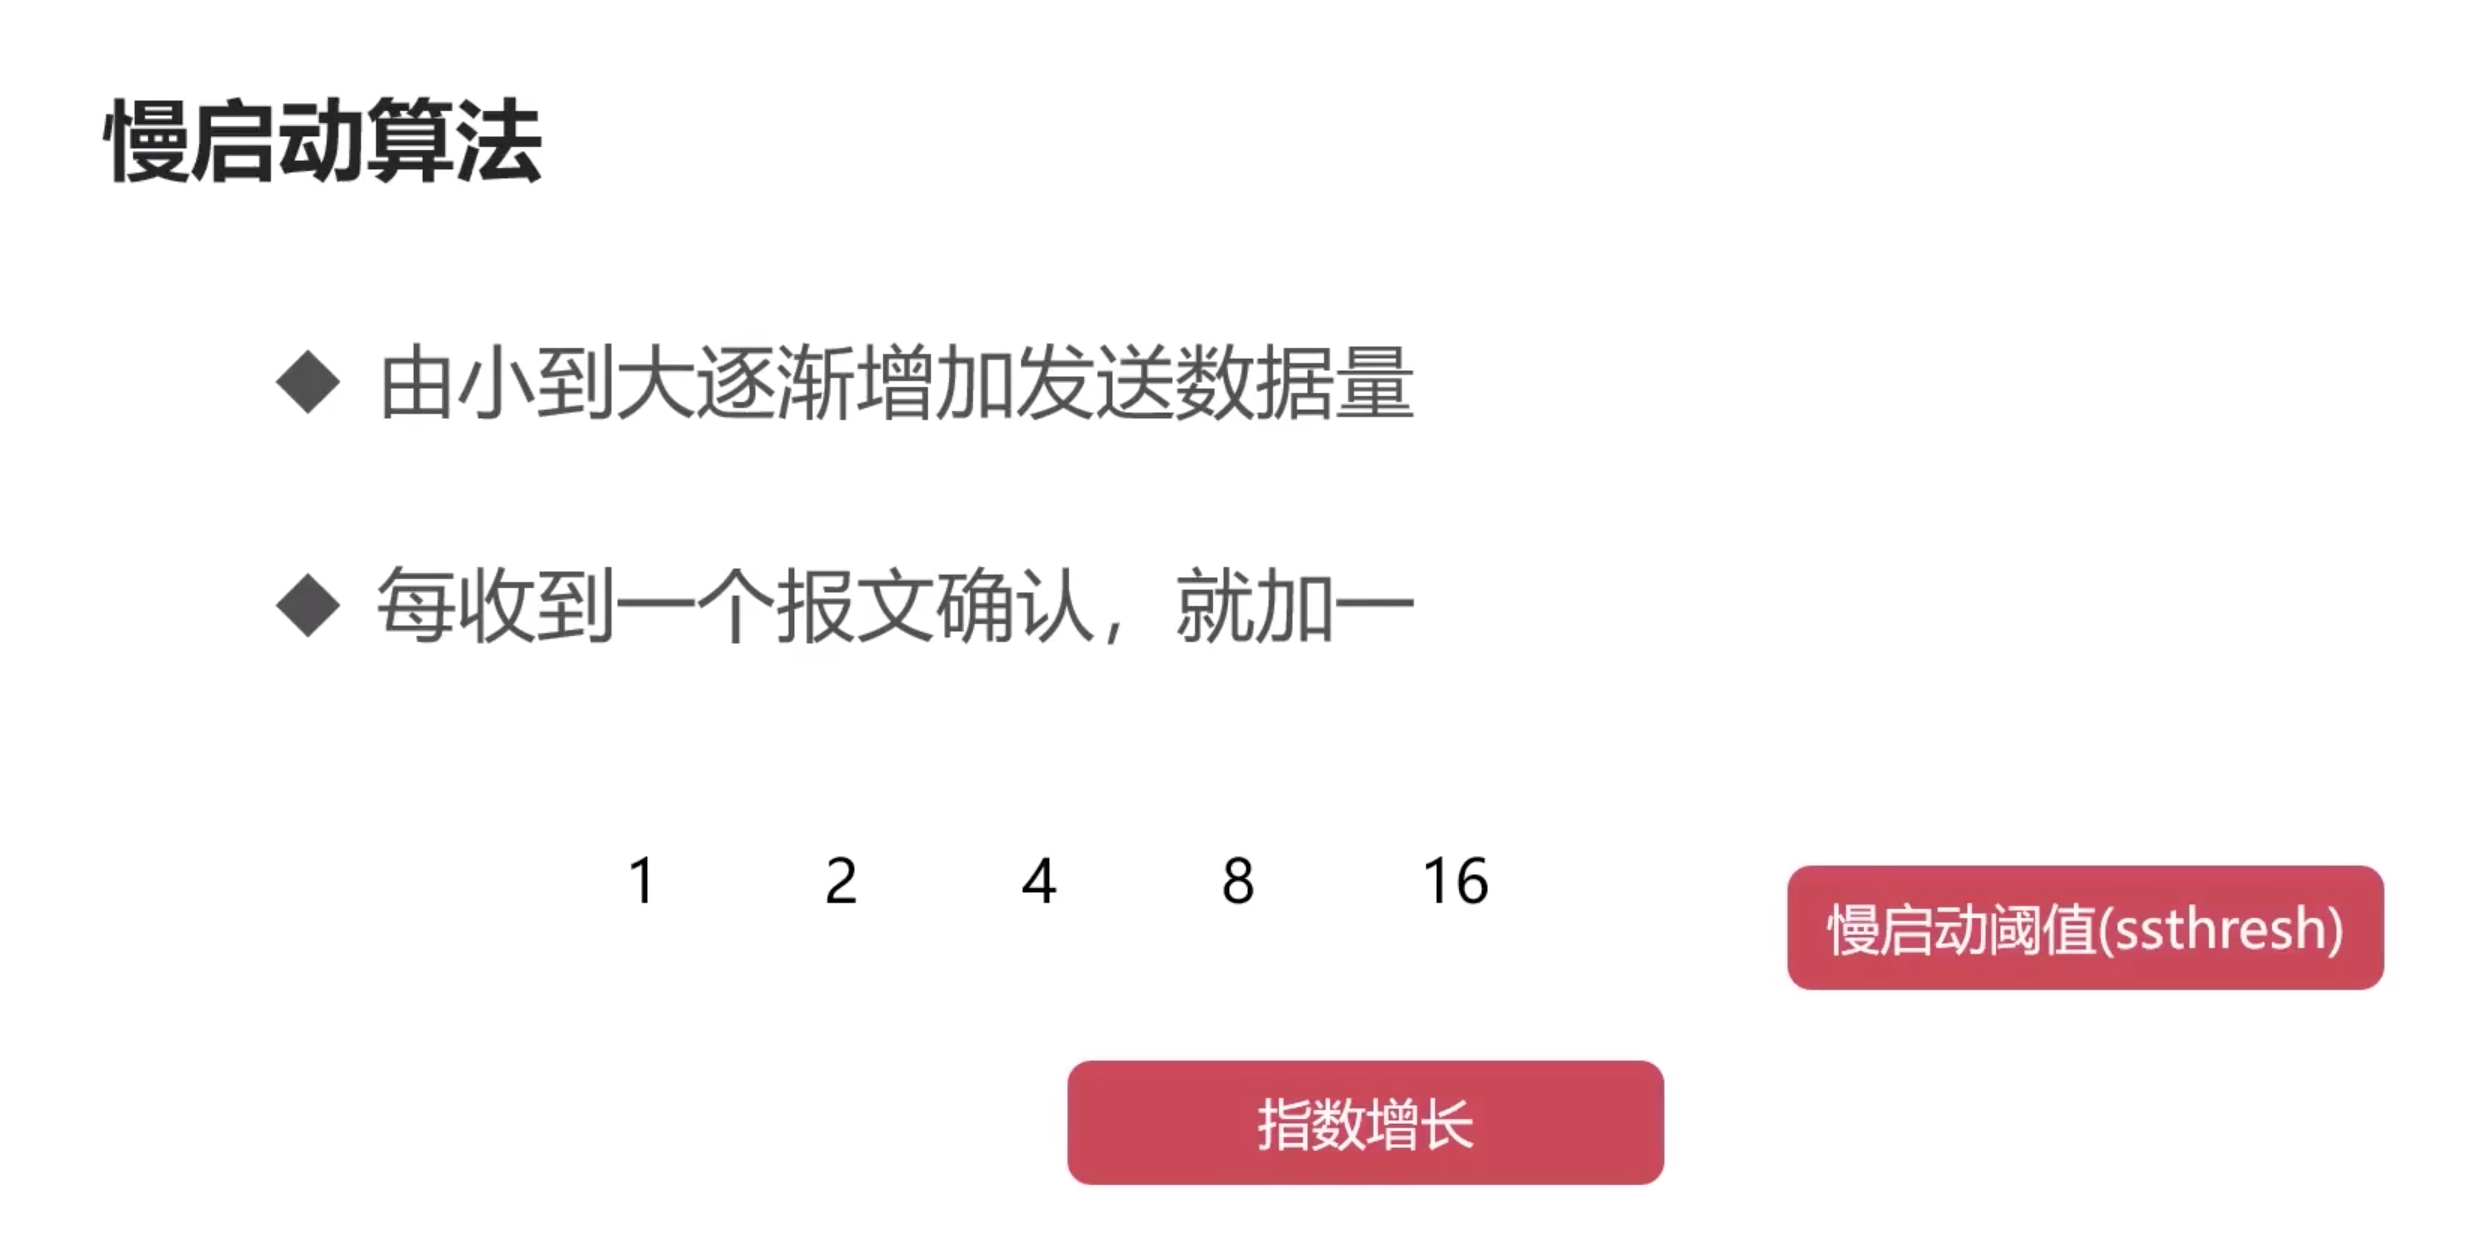 慢启动算法
◆ 由小到大逐渐增加发送数据量
◆ 每收到一个报文确认，就加一
1 2 4 8 16
慢启动阈值(ssthresh)
指数增长